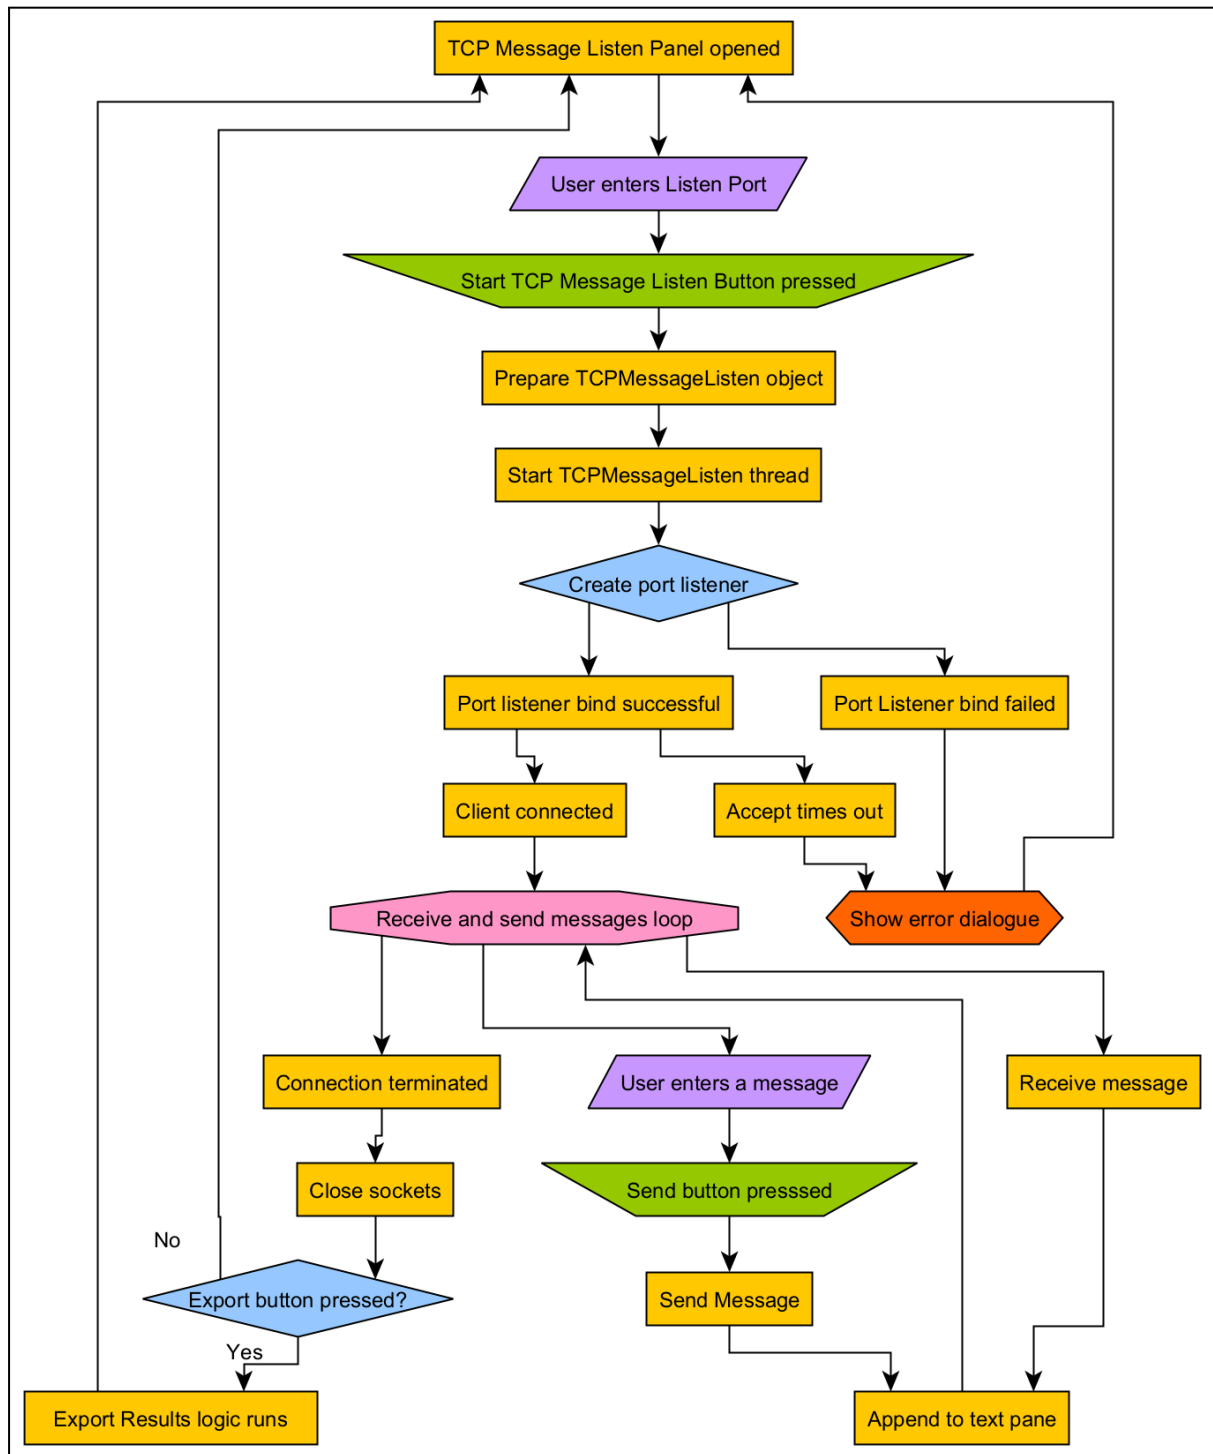 TCP Message Listen Panel opened
User enters Listen Port
Start TCP Message Listen Button pressed
Prepare TCPMessageListen object
Start TCPMessageListen thread
Create port listener
Port listener bind successful
Port Listener bind failed
Client connected
Accept times out
Receive and send messages loop
Show error dialogue
Connection terminated
User enters a message
Receive message
Close sockets
Send button presssed
No
Export button pressed?
Send Message
Yes
Export Results logic runs
Append to text pane